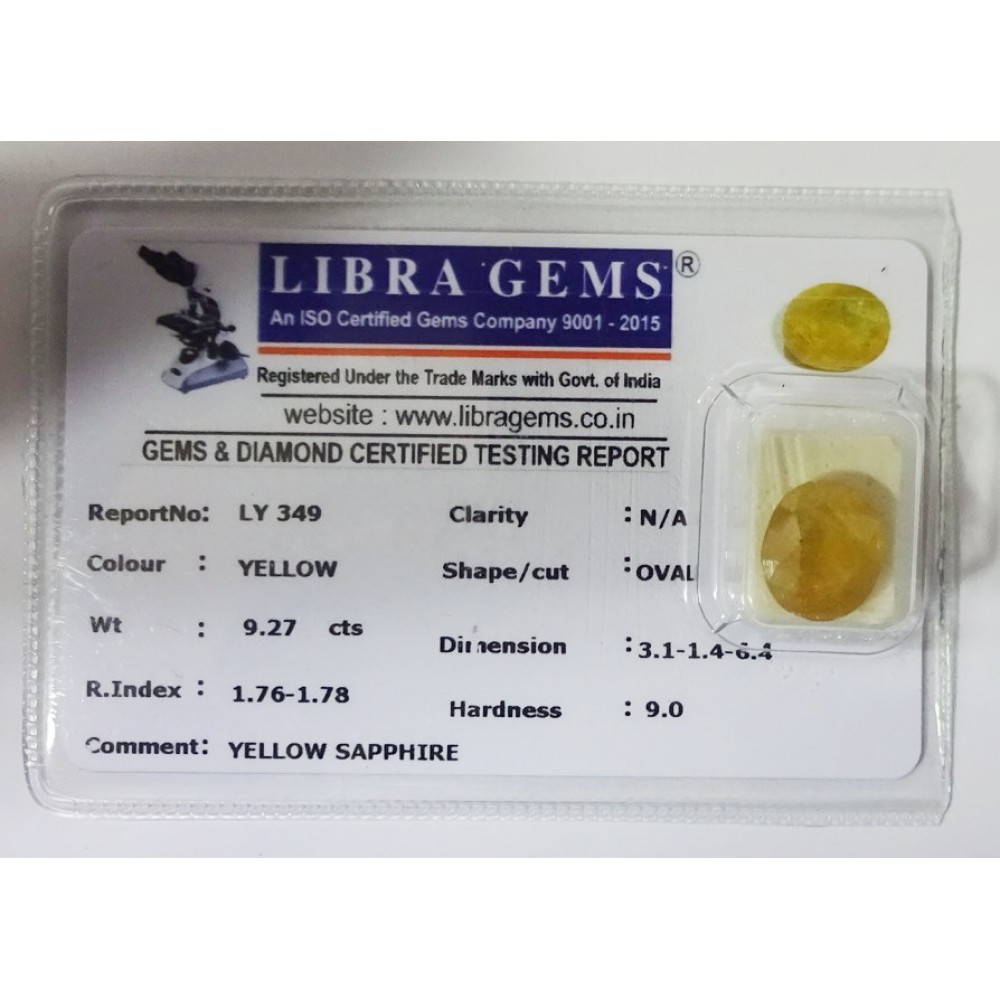 LIBRA GEMS ®
An ISO Certified Gems Company 9001 - 2015
Registered Under the Trade Marks with Govt. of India
website : www.libragems.co.in
GEMS & DIAMOND CERTIFIED TESTING REPORT
ReportNo: LY 349 Clarity : N/A
Colour : YELLOW Shape/cut : OVAL
Wt : 9.27 cts Dimension : 3.1-1.4-6.4
R.Index : 1.76-1.78 Hardness : 9.0
Comment: YELLOW SAPPHIRE